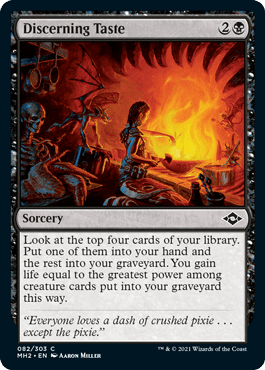 Discerning Taste 2
Sorcery
Look at the top four cards of your library.
Put one of them into your hand and
the rest into your graveyard. You gain
life equal to the greatest power among
creature cards put into your graveyard
this way.
“Everyone loves a dash of crushed pixie . . .
except the pixie.”
082/303 C
MH2 • EN Aaron Miller
™ & © 2021 Wizards of the Coast